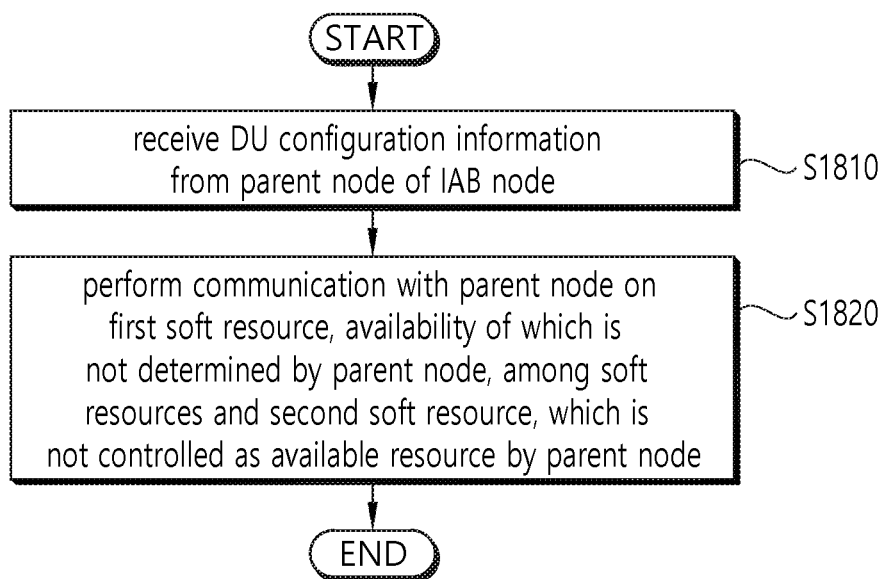 START
receive DU configuration information
from parent node of IAB node
S1810
perform communication with parent node on
first soft resource, availability of which is
not determined by parent node, among soft
resources and second soft resource, which is
not controlled as available resource by parent node
S1820
END